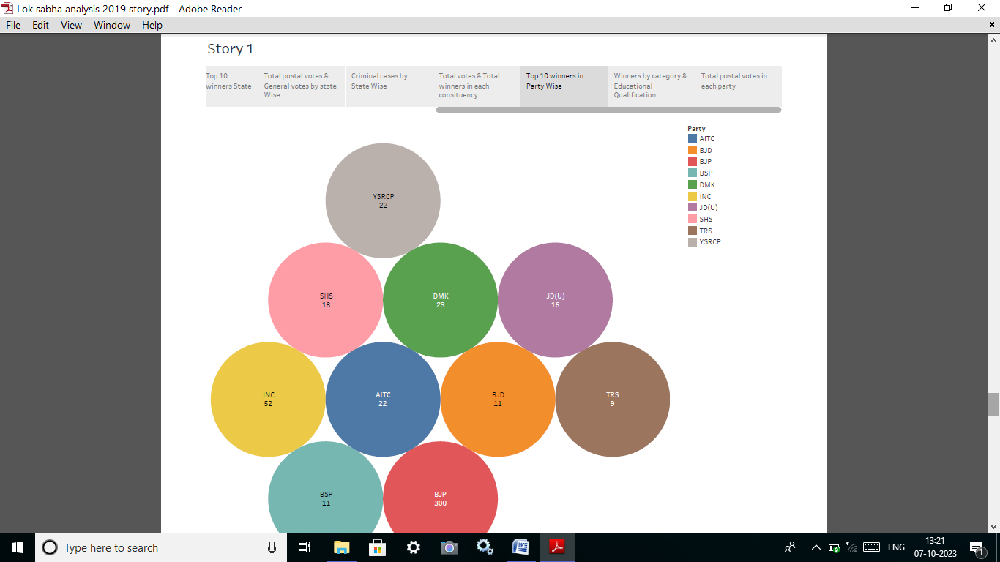 Lok sabha analysis 2019 story.pdf - Adobe Reader
File Edit View Window Help
Story 1
Top 10
winners State
Total postal votes &
General votes by stste
Wise
Criminal cases by
State Wise
Total votes & Total
winners in each
consituency
Top 10 winners in
Party Wise
Winners by category &
Educational
Qualification
Total postal votes in
each party
Party
AITC
BJD
BJP
BSP
DMK
INC
JD(U)
SHS
TRS
YSRCP
YSRCP
22
SHS
18
DMK
23
JD(U)
16
INC
52
AITC
22
BJD
11
TRS
9
BSP
11
BJP
300
Type here to search
ENG
13:21
07-10-2023
1